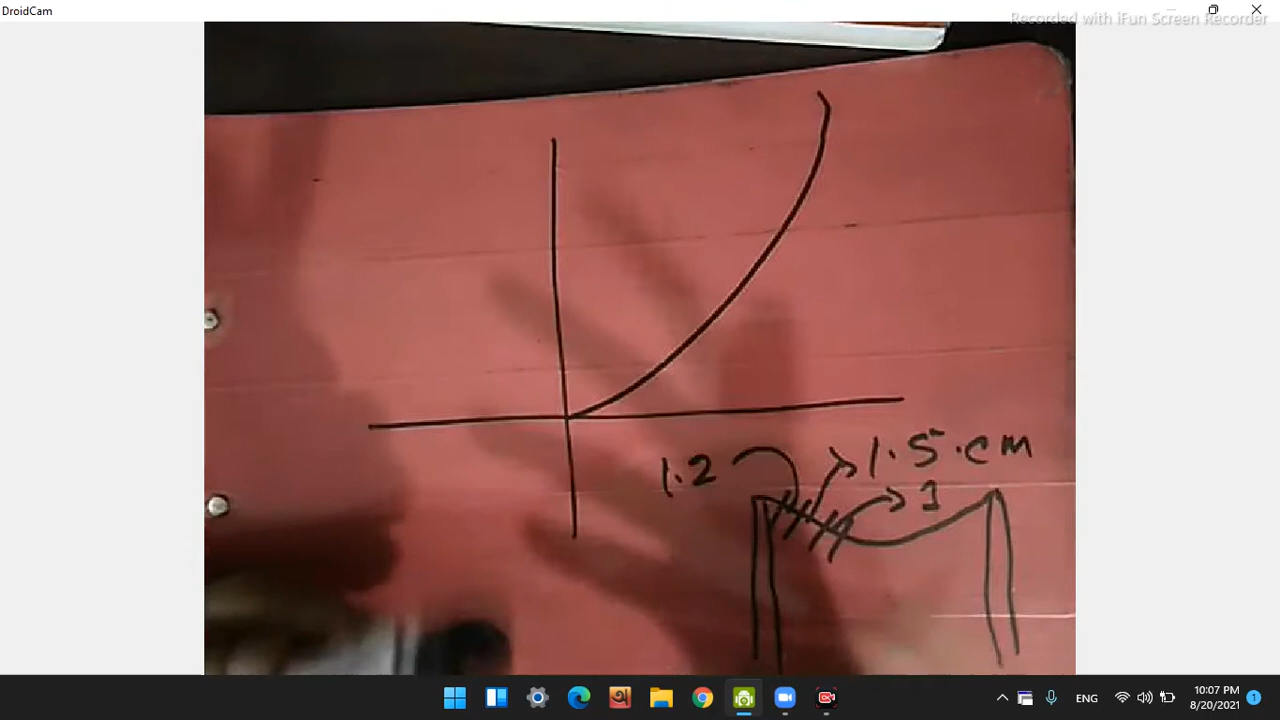 DroidCam
Recorded with iFun Screen Recorder
1.2
1.5 cm
1
অ
ENG
10:07 PM
8/20/2021
1